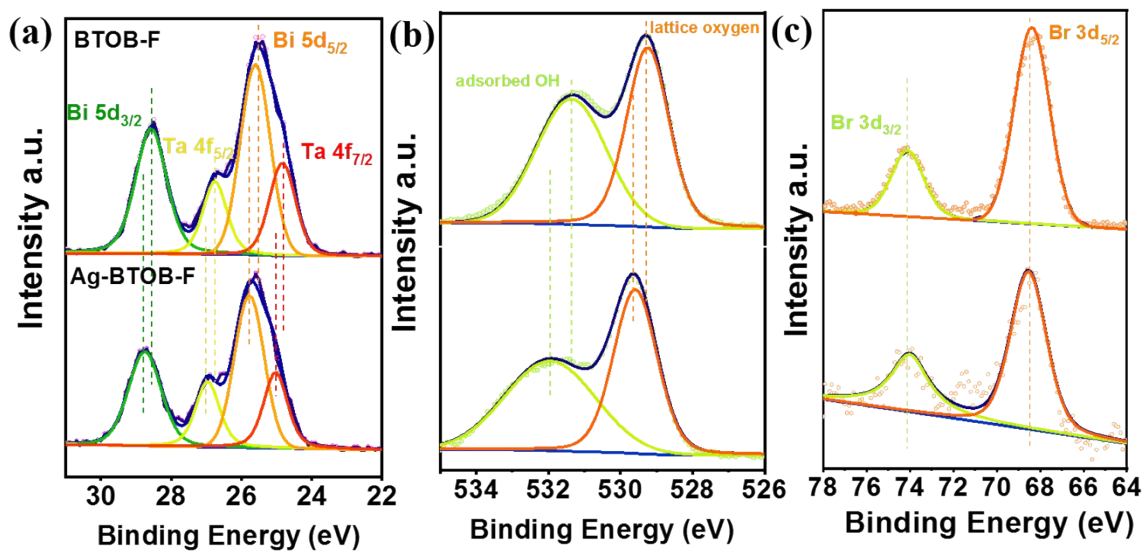 (a)
BTOB-F
Bi 5d5/2
Bi 5d3/2
Ta 4f5/2
Ta 4f7/2
Ag-BTOB-F
Intensity a.u.
30 28 26 24 22
Binding Energy (eV)
(b)
lattice oxygen
adsorbed OH
Intensity a.u.
534 532 530 528 526
Binding Energy (eV)
(c)
Br 3d5/2
Br 3d3/2
Intensity a.u.
78 76 74 72 70 68 66 64
Binding Energy (eV)